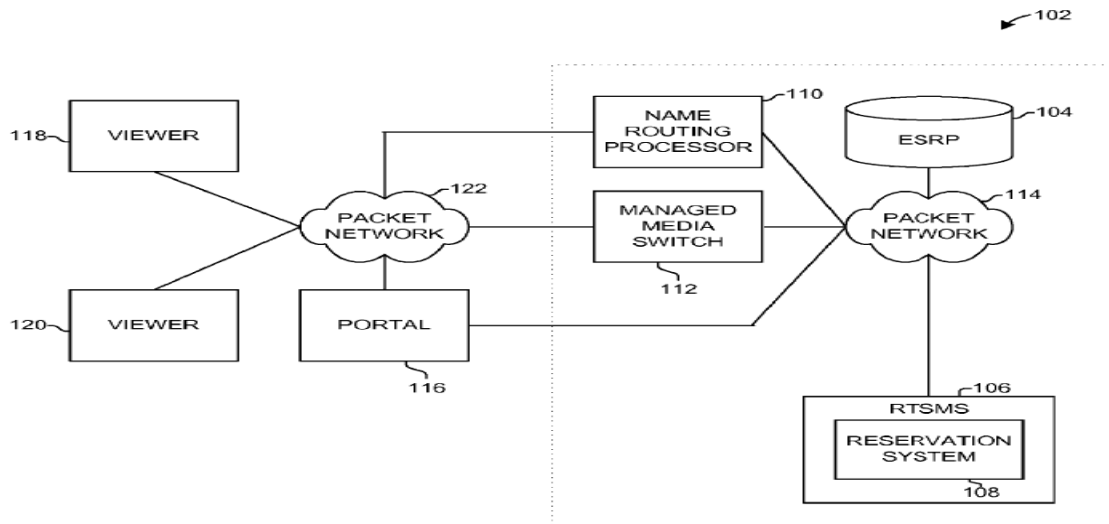 102
110
NAME
ROUTING
PROCESSOR
104
ESRP
118
VIEWER
122
PACKET
NETWORK
MANAGED
MEDIA
SWITCH
112
114
PACKET
NETWORK
120
VIEWER
PORTAL
116
106
RTSMS
RESERVATION
SYSTEM
108